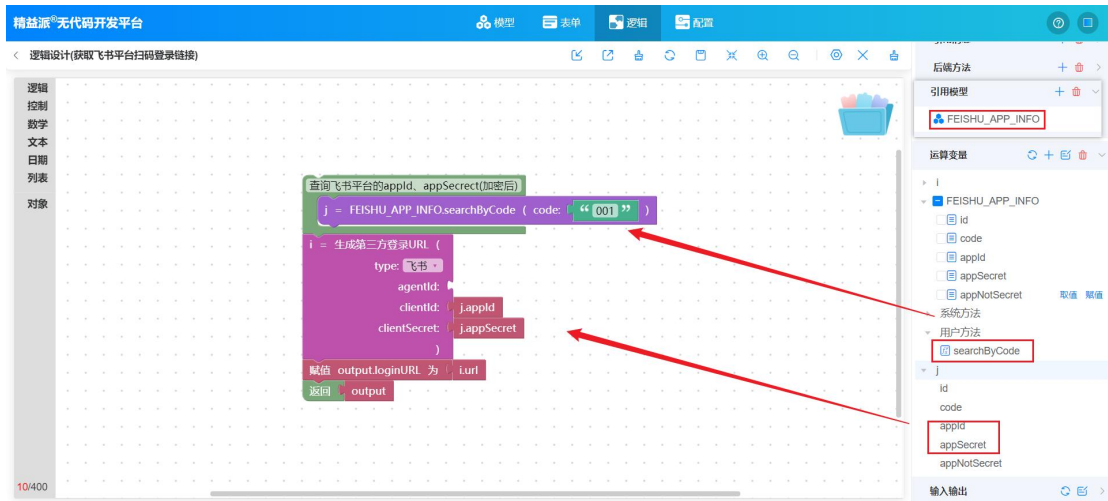 精益派®无代码开发平台
模型
表单
逻辑
配置
逻辑设计(获取飞书平台扫码登录链接)
后端方法
引用模型
FEISHU_APP_INFO
逻辑
控制
数学
文本
日期
列表
对象
运算变量
查询飞书平台的appId、appSecrect(加密后)
j = FEISHU_APP_INFO.searchByCode ( code: “ 001 ” )
i = 生成第三方登录URL (
type: 飞书
agentId:
clientId: j.appId
clientSecret: j.appSecret
)
赋值 output.loginURL 为 i.url
返回 output
i
FEISHU_APP_INFO
id
code
appId
appSecret
appNotSecret 取值 赋值
系统方法
用户方法
searchByCode
j
id
code
appId
appSecret
appNotSecret
10/400
输入输出